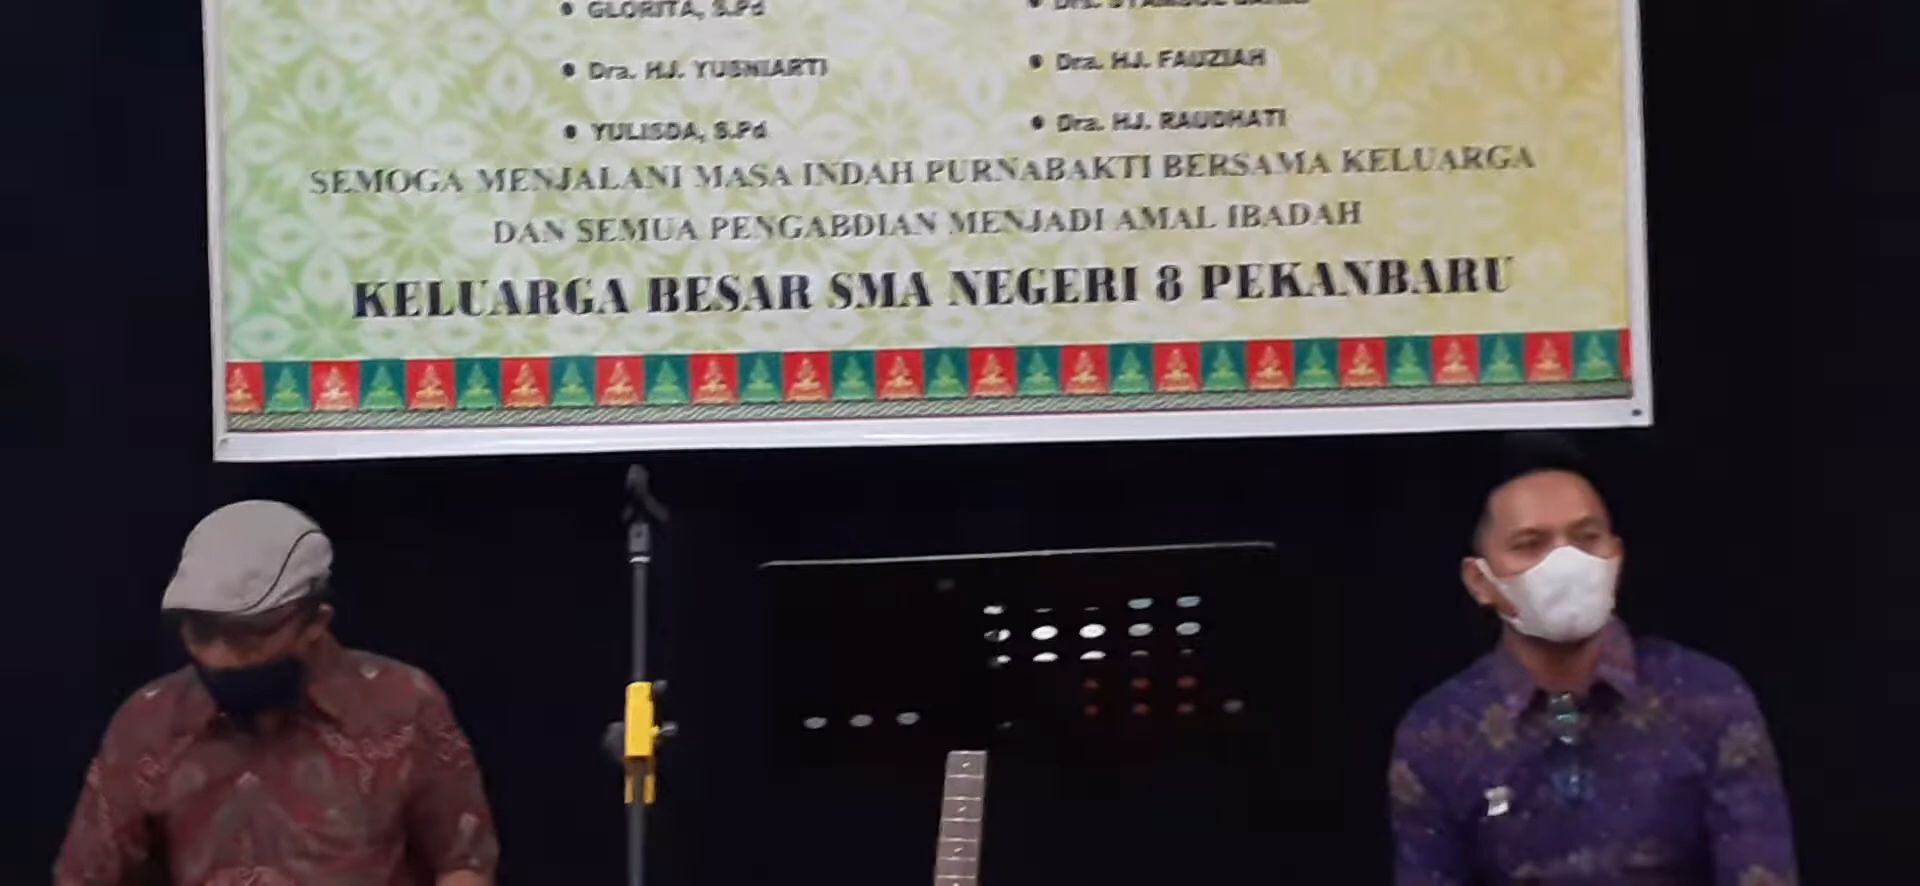 GLORITA, S.Pd
Dra. HJ. YUSNIARTI
Dra. HJ. FAUZIAH
YULISDA, S.Pd
Dra. HJ. RAUDHATI
SEMOGA MENJALANI MASA INDAH PURNABAKTI BERSAMA KELUARGA
DAN SEMUA PENGABDIAN MENJADI AMAL IBADAH
KELUARGA BESAR SMA NEGERI 8 PEKANBARU